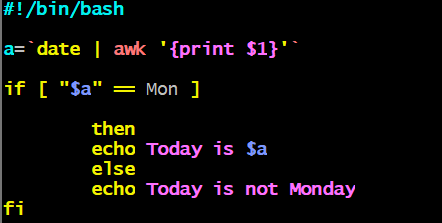 #!/bin/bash
a=`date | awk '{print $1}'`
if [ "$a" == Mon ]
then
echo Today is $a
else
echo Today is not Monday
fi